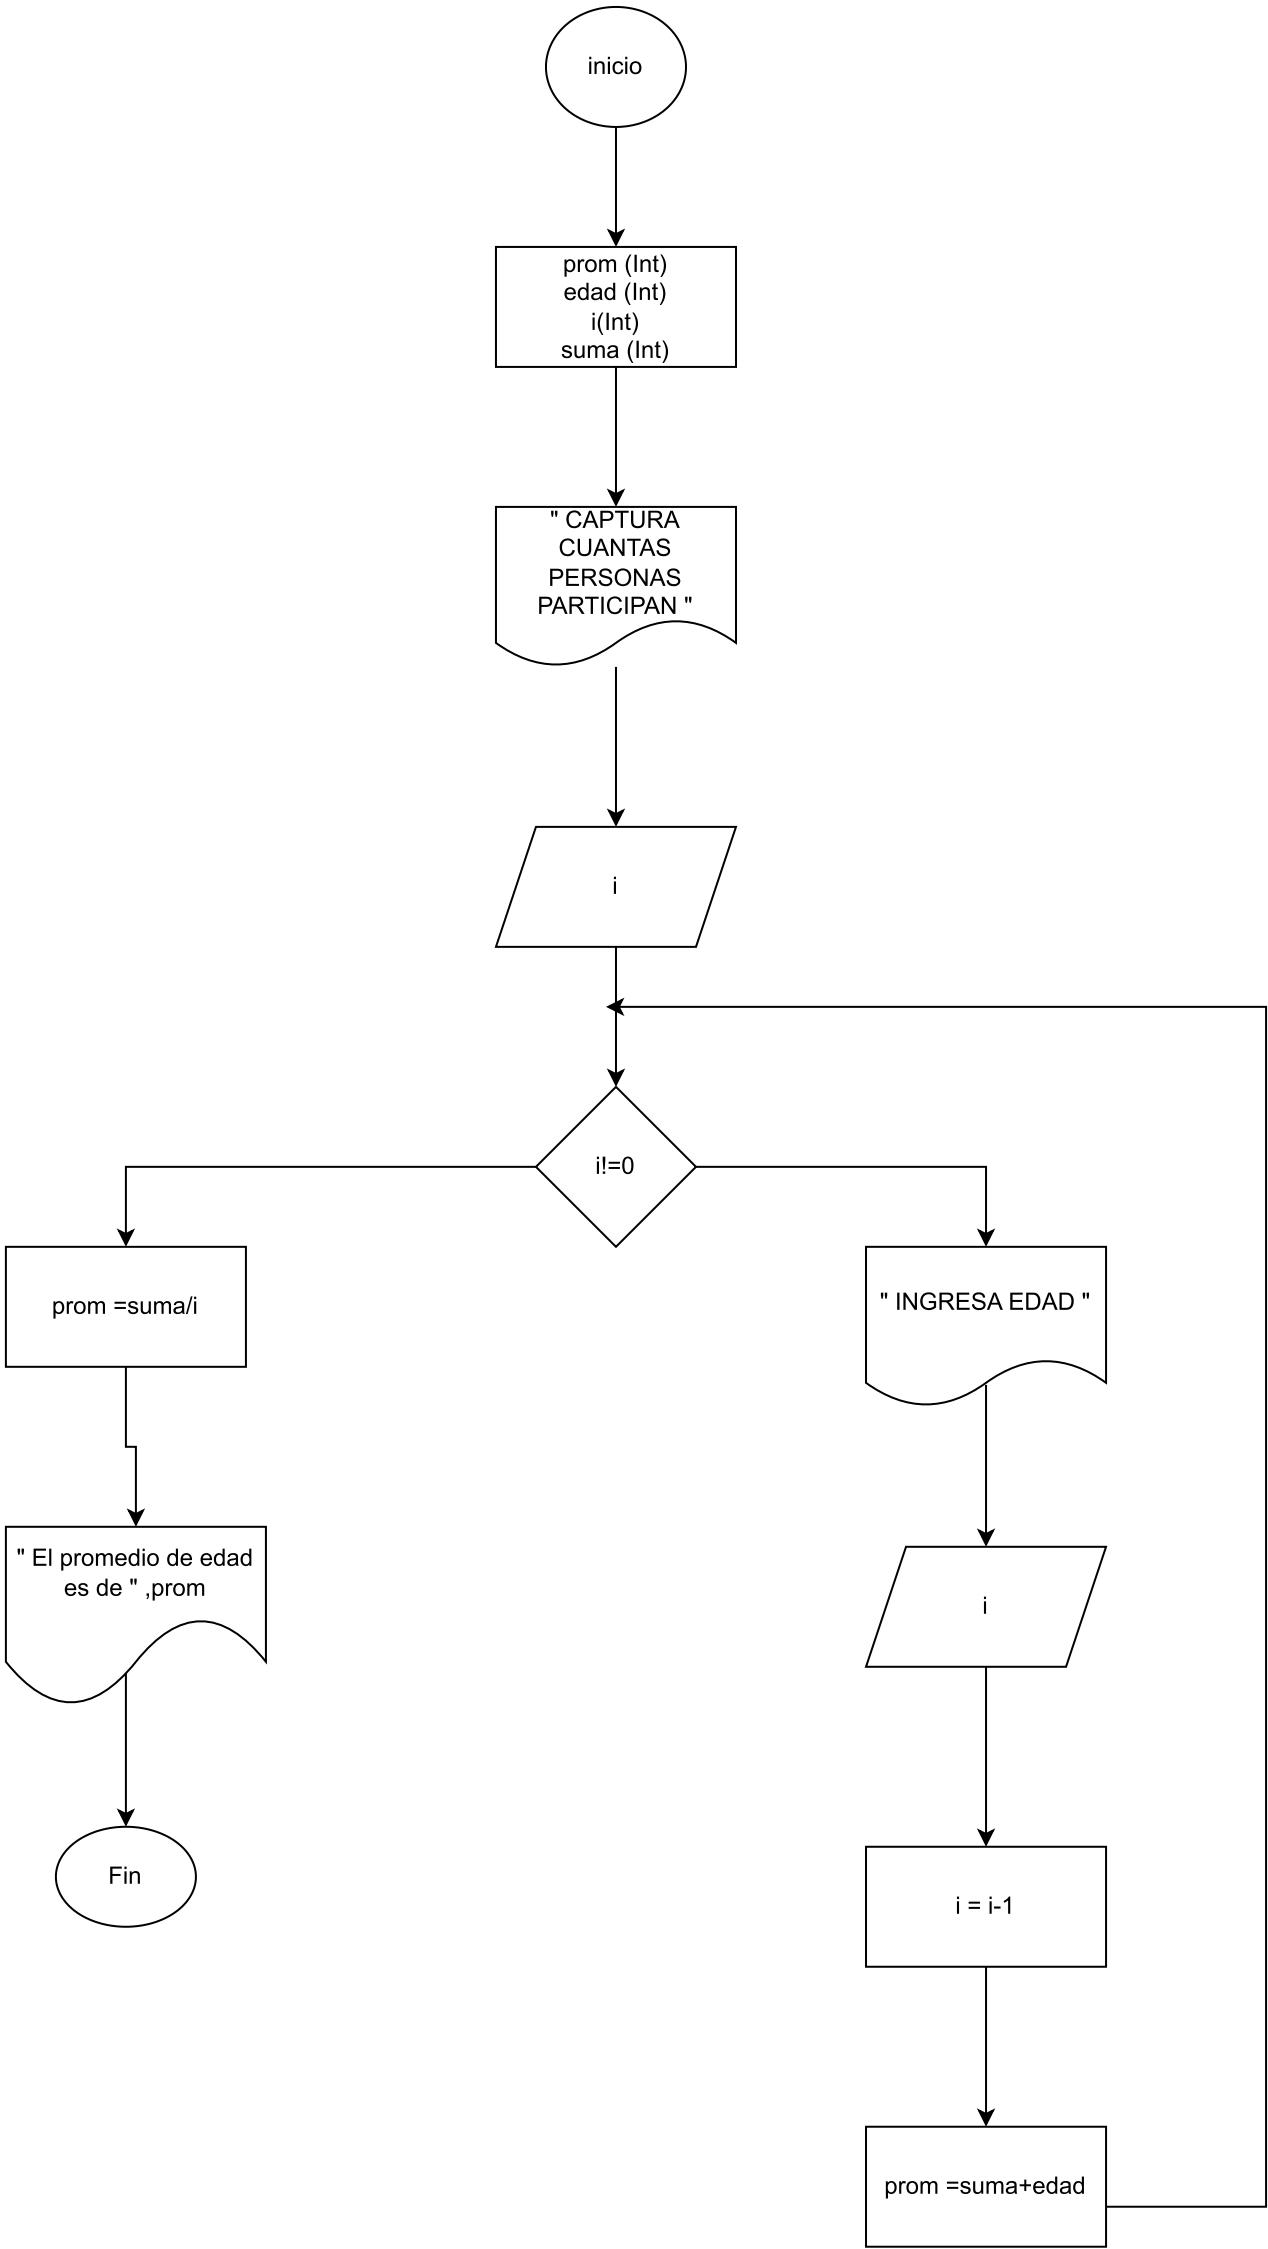 inicio
prom (Int)
edad (Int)
i(Int)
suma (Int)
" CAPTURA
CUANTAS
PERSONAS
PARTICIPAN "
i
i!=0
prom =suma/i
" El promedio de edad
es de " ,prom
Fin
" INGRESA EDAD "
i
i = i-1
prom =suma+edad